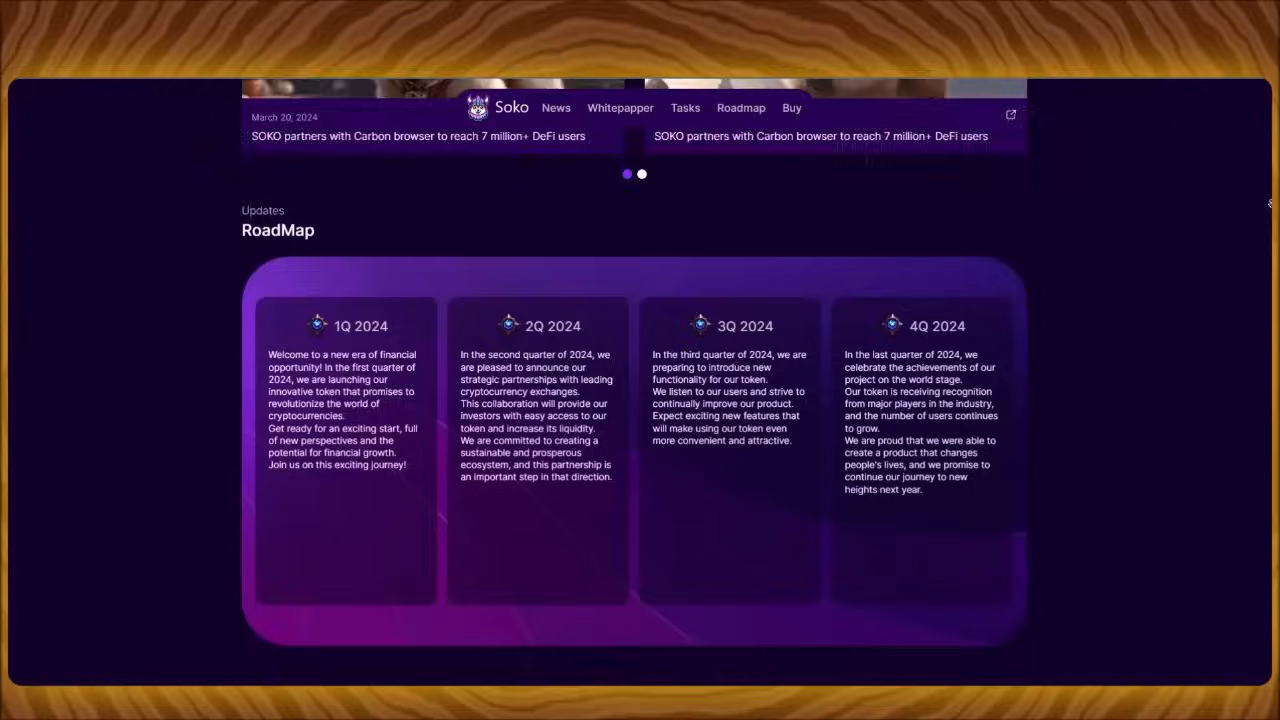 Soko News Whitepapper Tasks Roadmap Buy
March 20, 2024
SOKO partners with Carbon browser to reach 7 million+ DeFi users
SOKO partners with Carbon browser to reach 7 million+ DeFi users
Updates
RoadMap
1Q 2024
Welcome to a new era of financial
opportunity! In the first quarter of
2024, we are launching our
innovative token that promises to
revolutionize the world of
cryptocurrencies.
Get ready for an exciting start, full
of new perspectives and the
potential for financial growth.
Join us on this exciting journey!
2Q 2024
In the second quarter of 2024, we
are pleased to announce our
strategic partnerships with leading
cryptocurrency exchanges.
This collaboration will provide our
investors with easy access to our
token and increase its liquidity.
We are committed to creating a
sustainable and prosperous
ecosystem, and this partnership is
an important step in that direction.
3Q 2024
In the third quarter of 2024, we are
preparing to introduce new
functionality for our token.
We listen to our users and strive to
continually improve our product.
Expect exciting new features that
will make using our token even
more convenient and attractive.
4Q 2024
In the last quarter of 2024, we
celebrate the achievements of our
project on the world stage.
Our token is receiving recognition
from major players in the industry,
and the number of users continues
to grow.
We are proud that we were able to
create a product that changes
people's lives, and we promise to
continue our journey to new
heights next year.